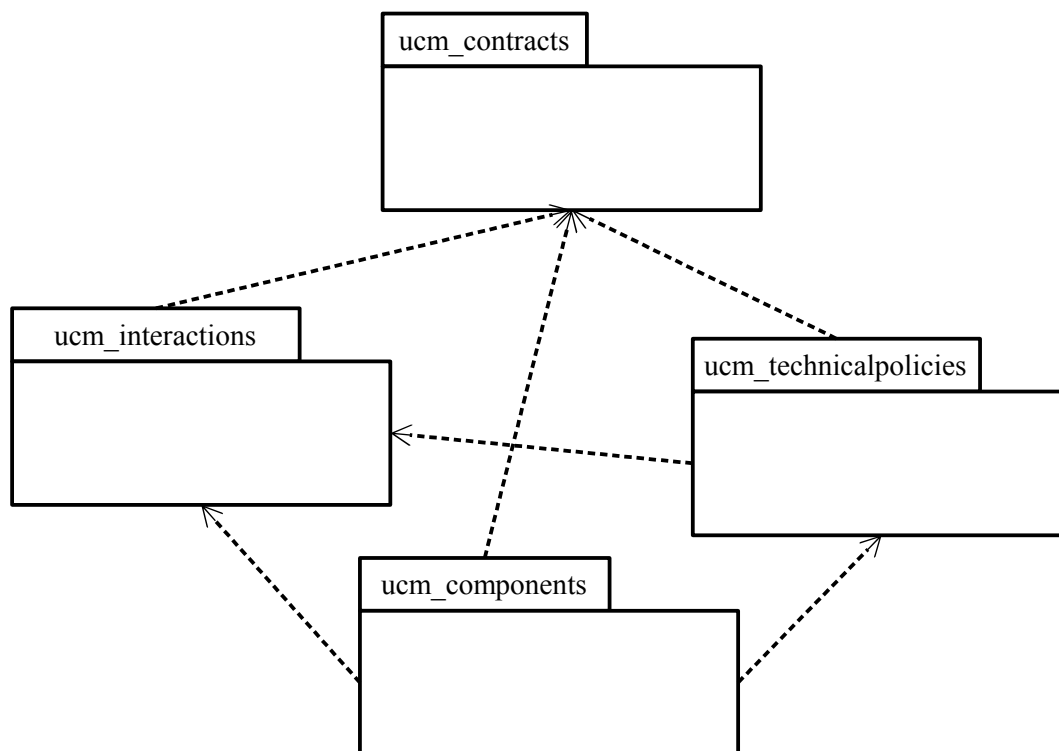 ucm_contracts
ucm_interactions
ucm_technicalpolicies
ucm_components